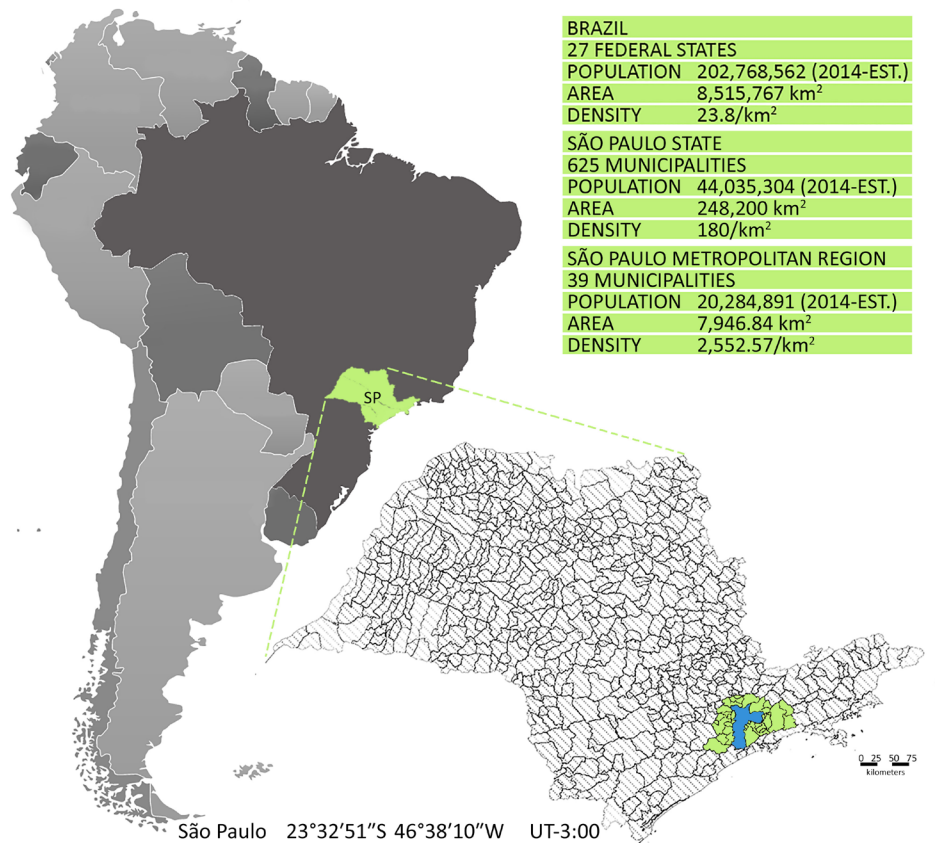 BRAZIL
27 FEDERAL STATES
POPULATION 202,768,562 (2014-EST.)
AREA 8,515,767 km²
DENSITY 23.8/km²
SÃO PAULO STATE
625 MUNICIPALITIES
POPULATION 44,035,304 (2014-EST.)
AREA 248,200 km²
DENSITY 180/km²
SÃO PAULO METROPOLITAN REGION
39 MUNICIPALITIES
POPULATION 20,284,891 (2014-EST.)
AREA 7,946.84 km²
DENSITY 2,552.57/km²
SP
0 25 50 75
kilometers
São Paulo 23°32’51’’S 46°38’10’’W UT-3:00